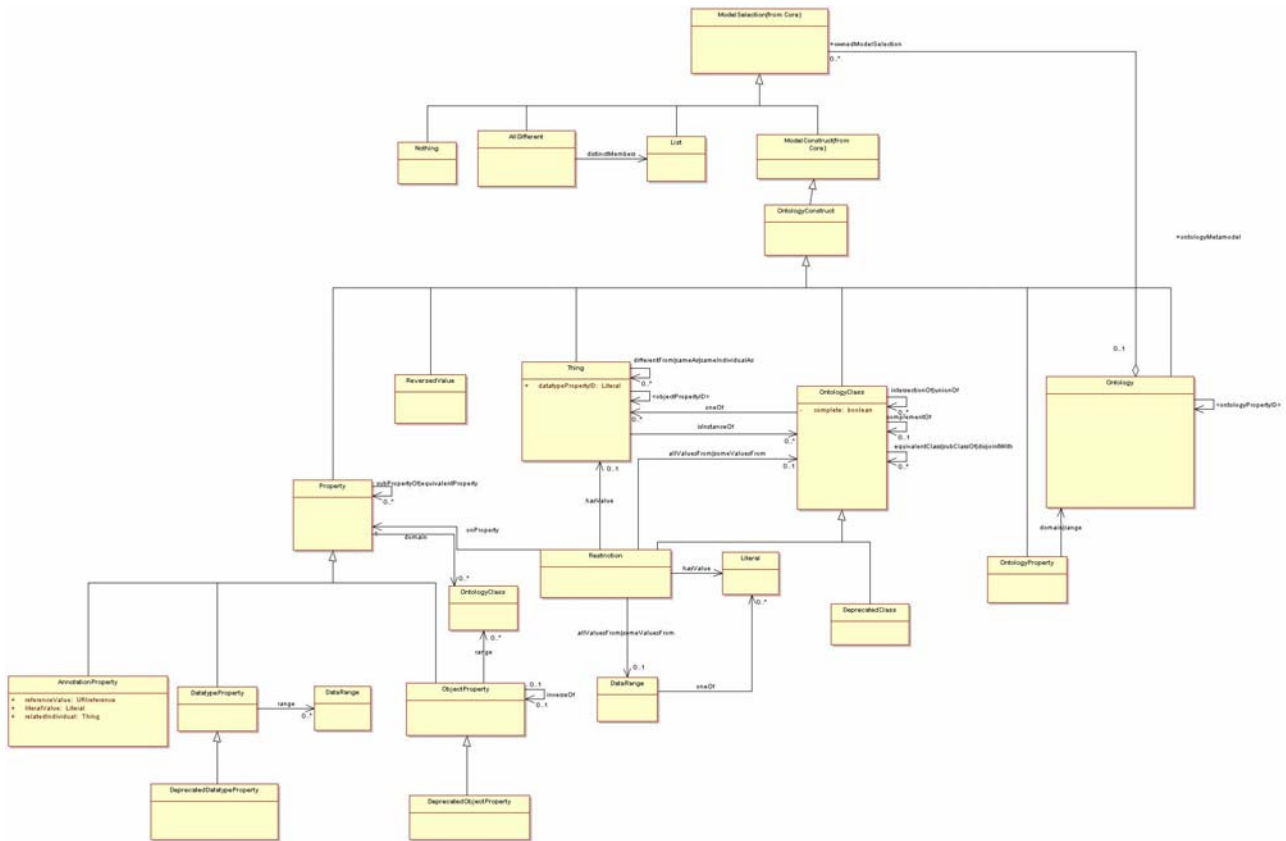 ModelSelection(from Core)
+ownedModelSelection
0..*
Nothing
AllDifferent
distinctMembers
List
ModelConstruct(from
Core)
OntologyConstruct
+ontologyMetamodel
0..1
ReversedValue
Thing
+ datatypePropertyID: Literal
differentFrom|sameAs|sameIndividualAs
0..*
<objectPropertyID>
0..*
oneOf
isInstanceOf
0..*
allValuesFrom|someValuesFrom
0..1
OntologyClass
- complete: boolean
intersectionOf|unionOf
0..*
complementOf
0..1
equivalentClass|subClassOf|disjointWith
0..*
Ontology
<ontologyPropertyID>
0..1
hasValue
Property
subPropertyOf|equivalentProperty
0..*
onProperty
domain
0..*
Restriction
hasValue
Literal
0..*
domain|range
OntologyProperty
OntologyClass
0..*
range
DeprecatedClass
allValuesFrom|someValuesFrom
0..1
DataRange
oneOf
AnnotationProperty
+ referenceValue: URIreference
+ literalValue: Literal
+ relatedIndividual: Thing
DatatypeProperty
range
0..*
DataRange
ObjectProperty
0..1
inverseOf
0..1
DeprecatedDatatypeProperty
DeprecatedObjectProperty